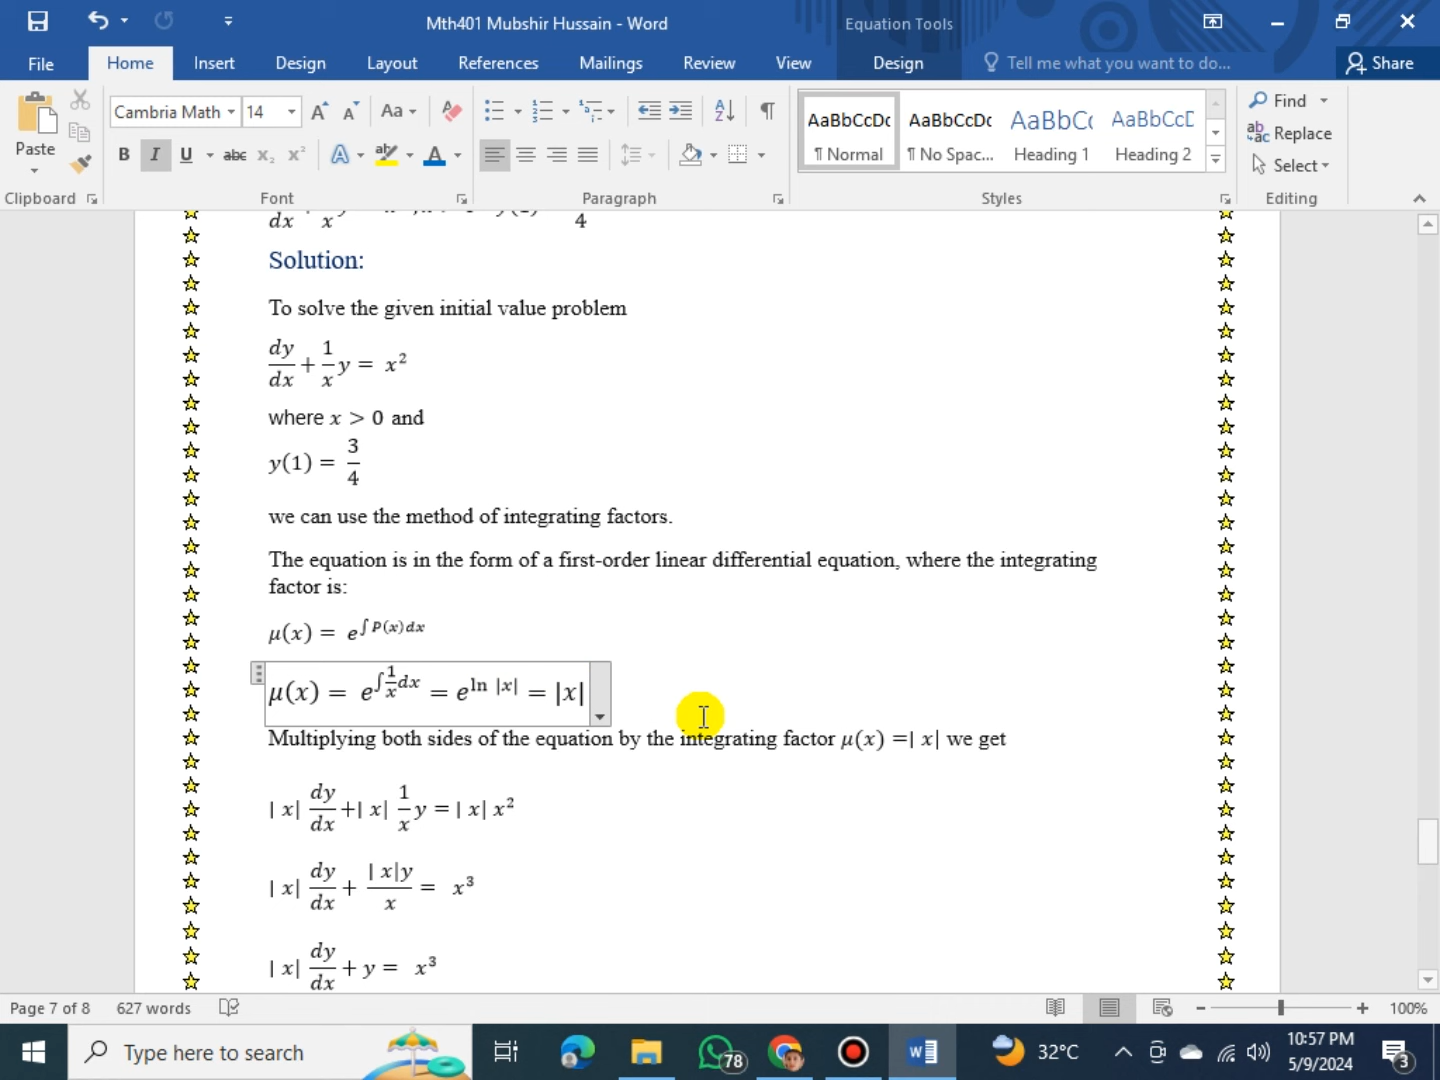 Mth401 Mubshir Hussain - Word
Equation Tools
File
Home
Insert
Design
Layout
References
Mailings
Review
View
Design
Tell me what you want to do...
Share
Paste
Cambria Math
14
Aa
B I U abc x₂ x²
AaBbCcDc
¶ Normal
AaBbCcDc
¶ No Spac...
AaBbCc
Heading 1
AaBbCcD
Heading 2
Find
Replace
Select
Clipboard
Font
Paragraph
Styles
Editing
Solution:
To solve the given initial value problem
dy/dx + 1/x y = x²
where x > 0 and
y(1) = 3/4
we can use the method of integrating factors.
The equation is in the form of a first-order linear differential equation, where the integrating
factor is:
μ(x) = e^∫P(x)dx
μ(x) = e^∫1/x dx = e^ln |x| = |x|
Multiplying both sides of the equation by the integrating factor μ(x) =| x| we get
| x| dy/dx +| x| 1/x y = | x| x²
| x| dy/dx + | x|y/x = x³
| x| dy/dx + y = x³
Page 7 of 8
627 words
100%
Type here to search
78
32°C
10:57 PM
5/9/2024
3